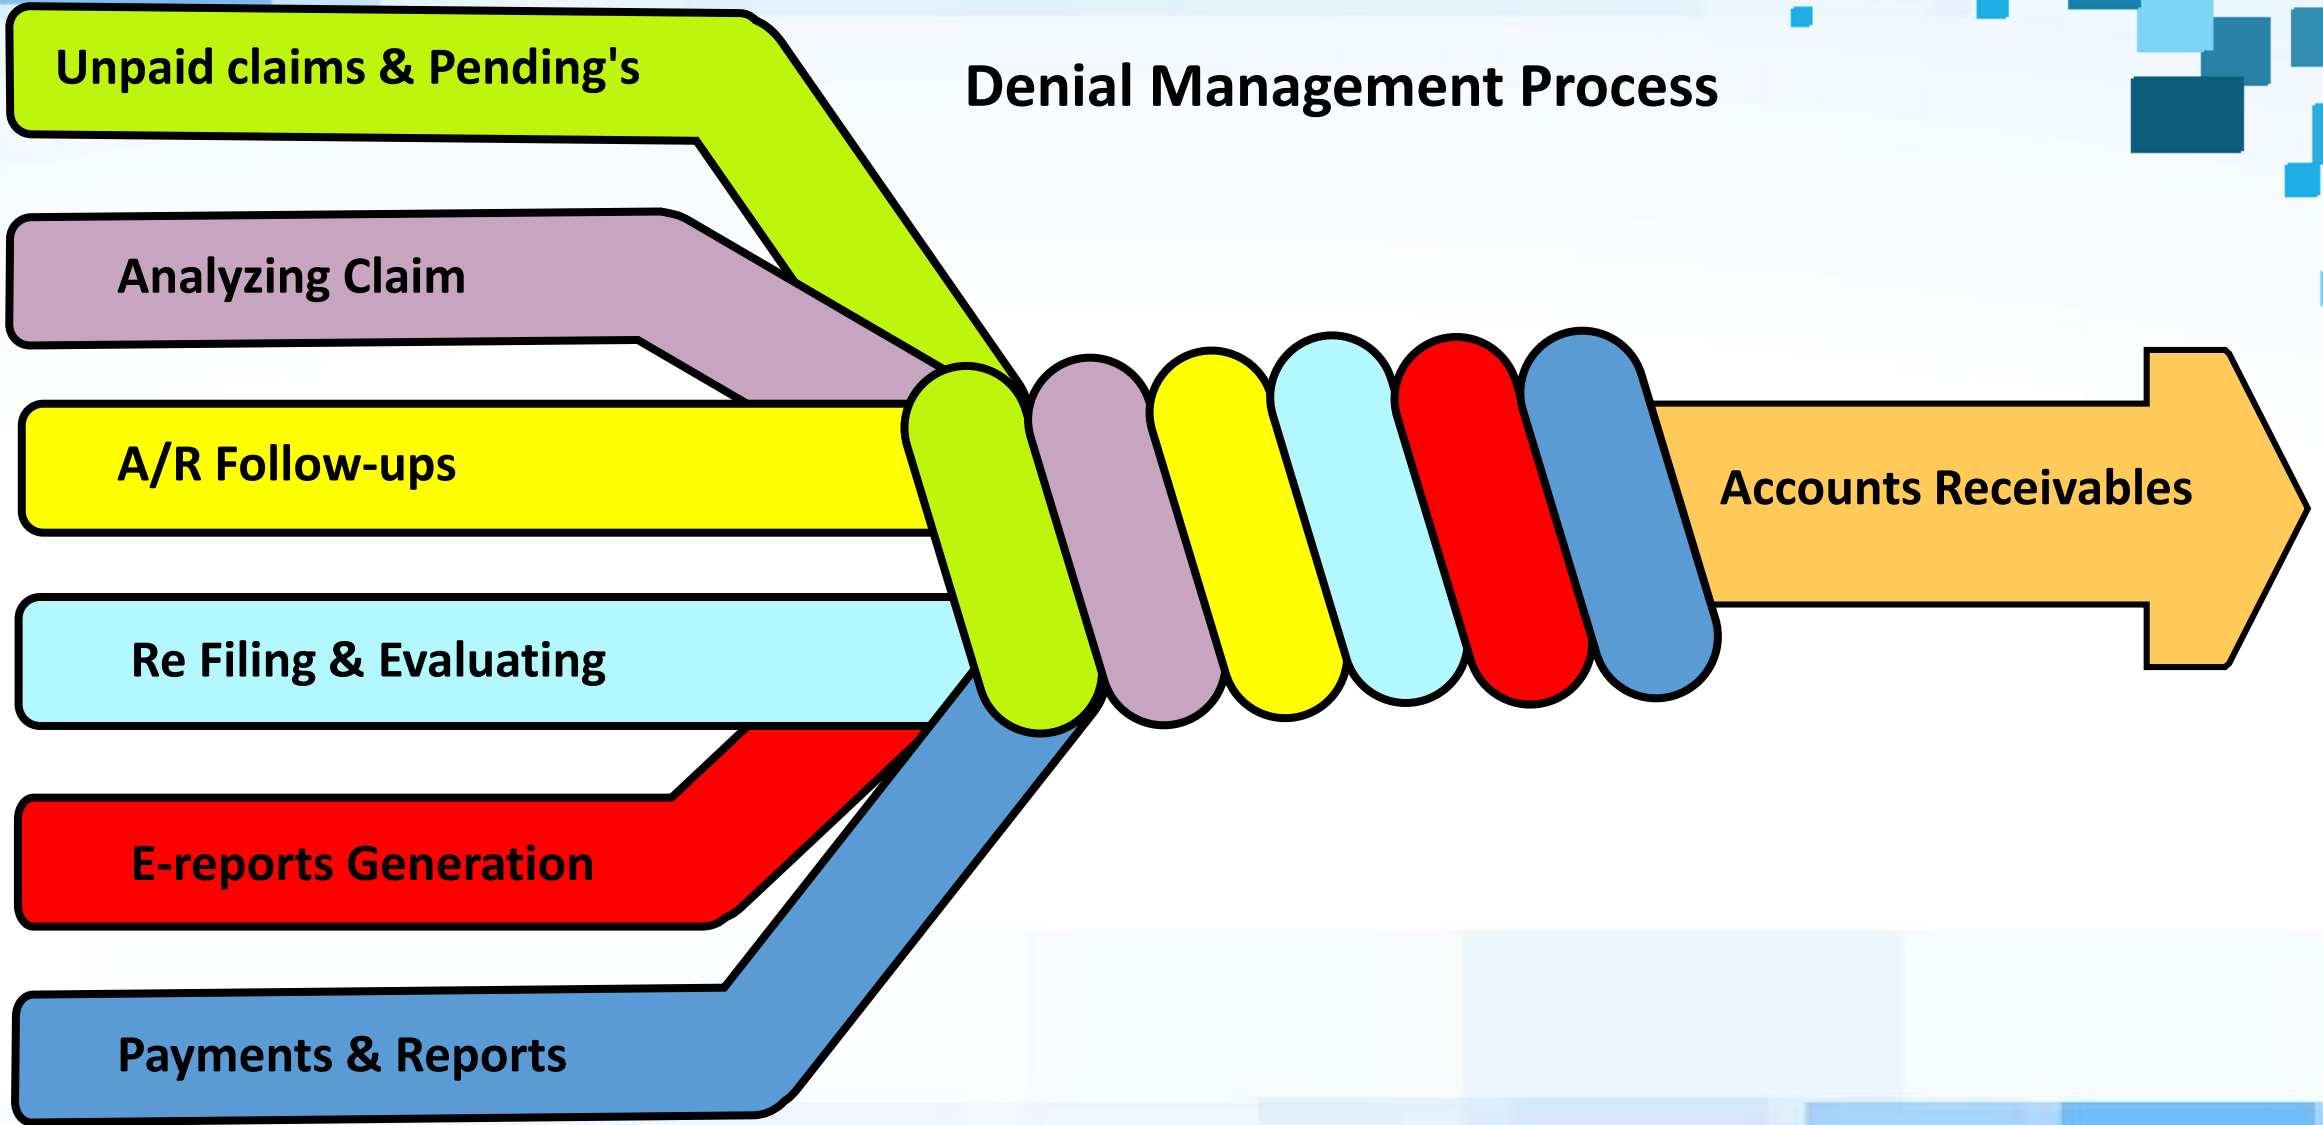 Denial Management Process
Unpaid claims & Pending's
Analyzing Claim
A/R Follow-ups
Re Filing & Evaluating
E-reports Generation
Payments & Reports
Accounts Receivables